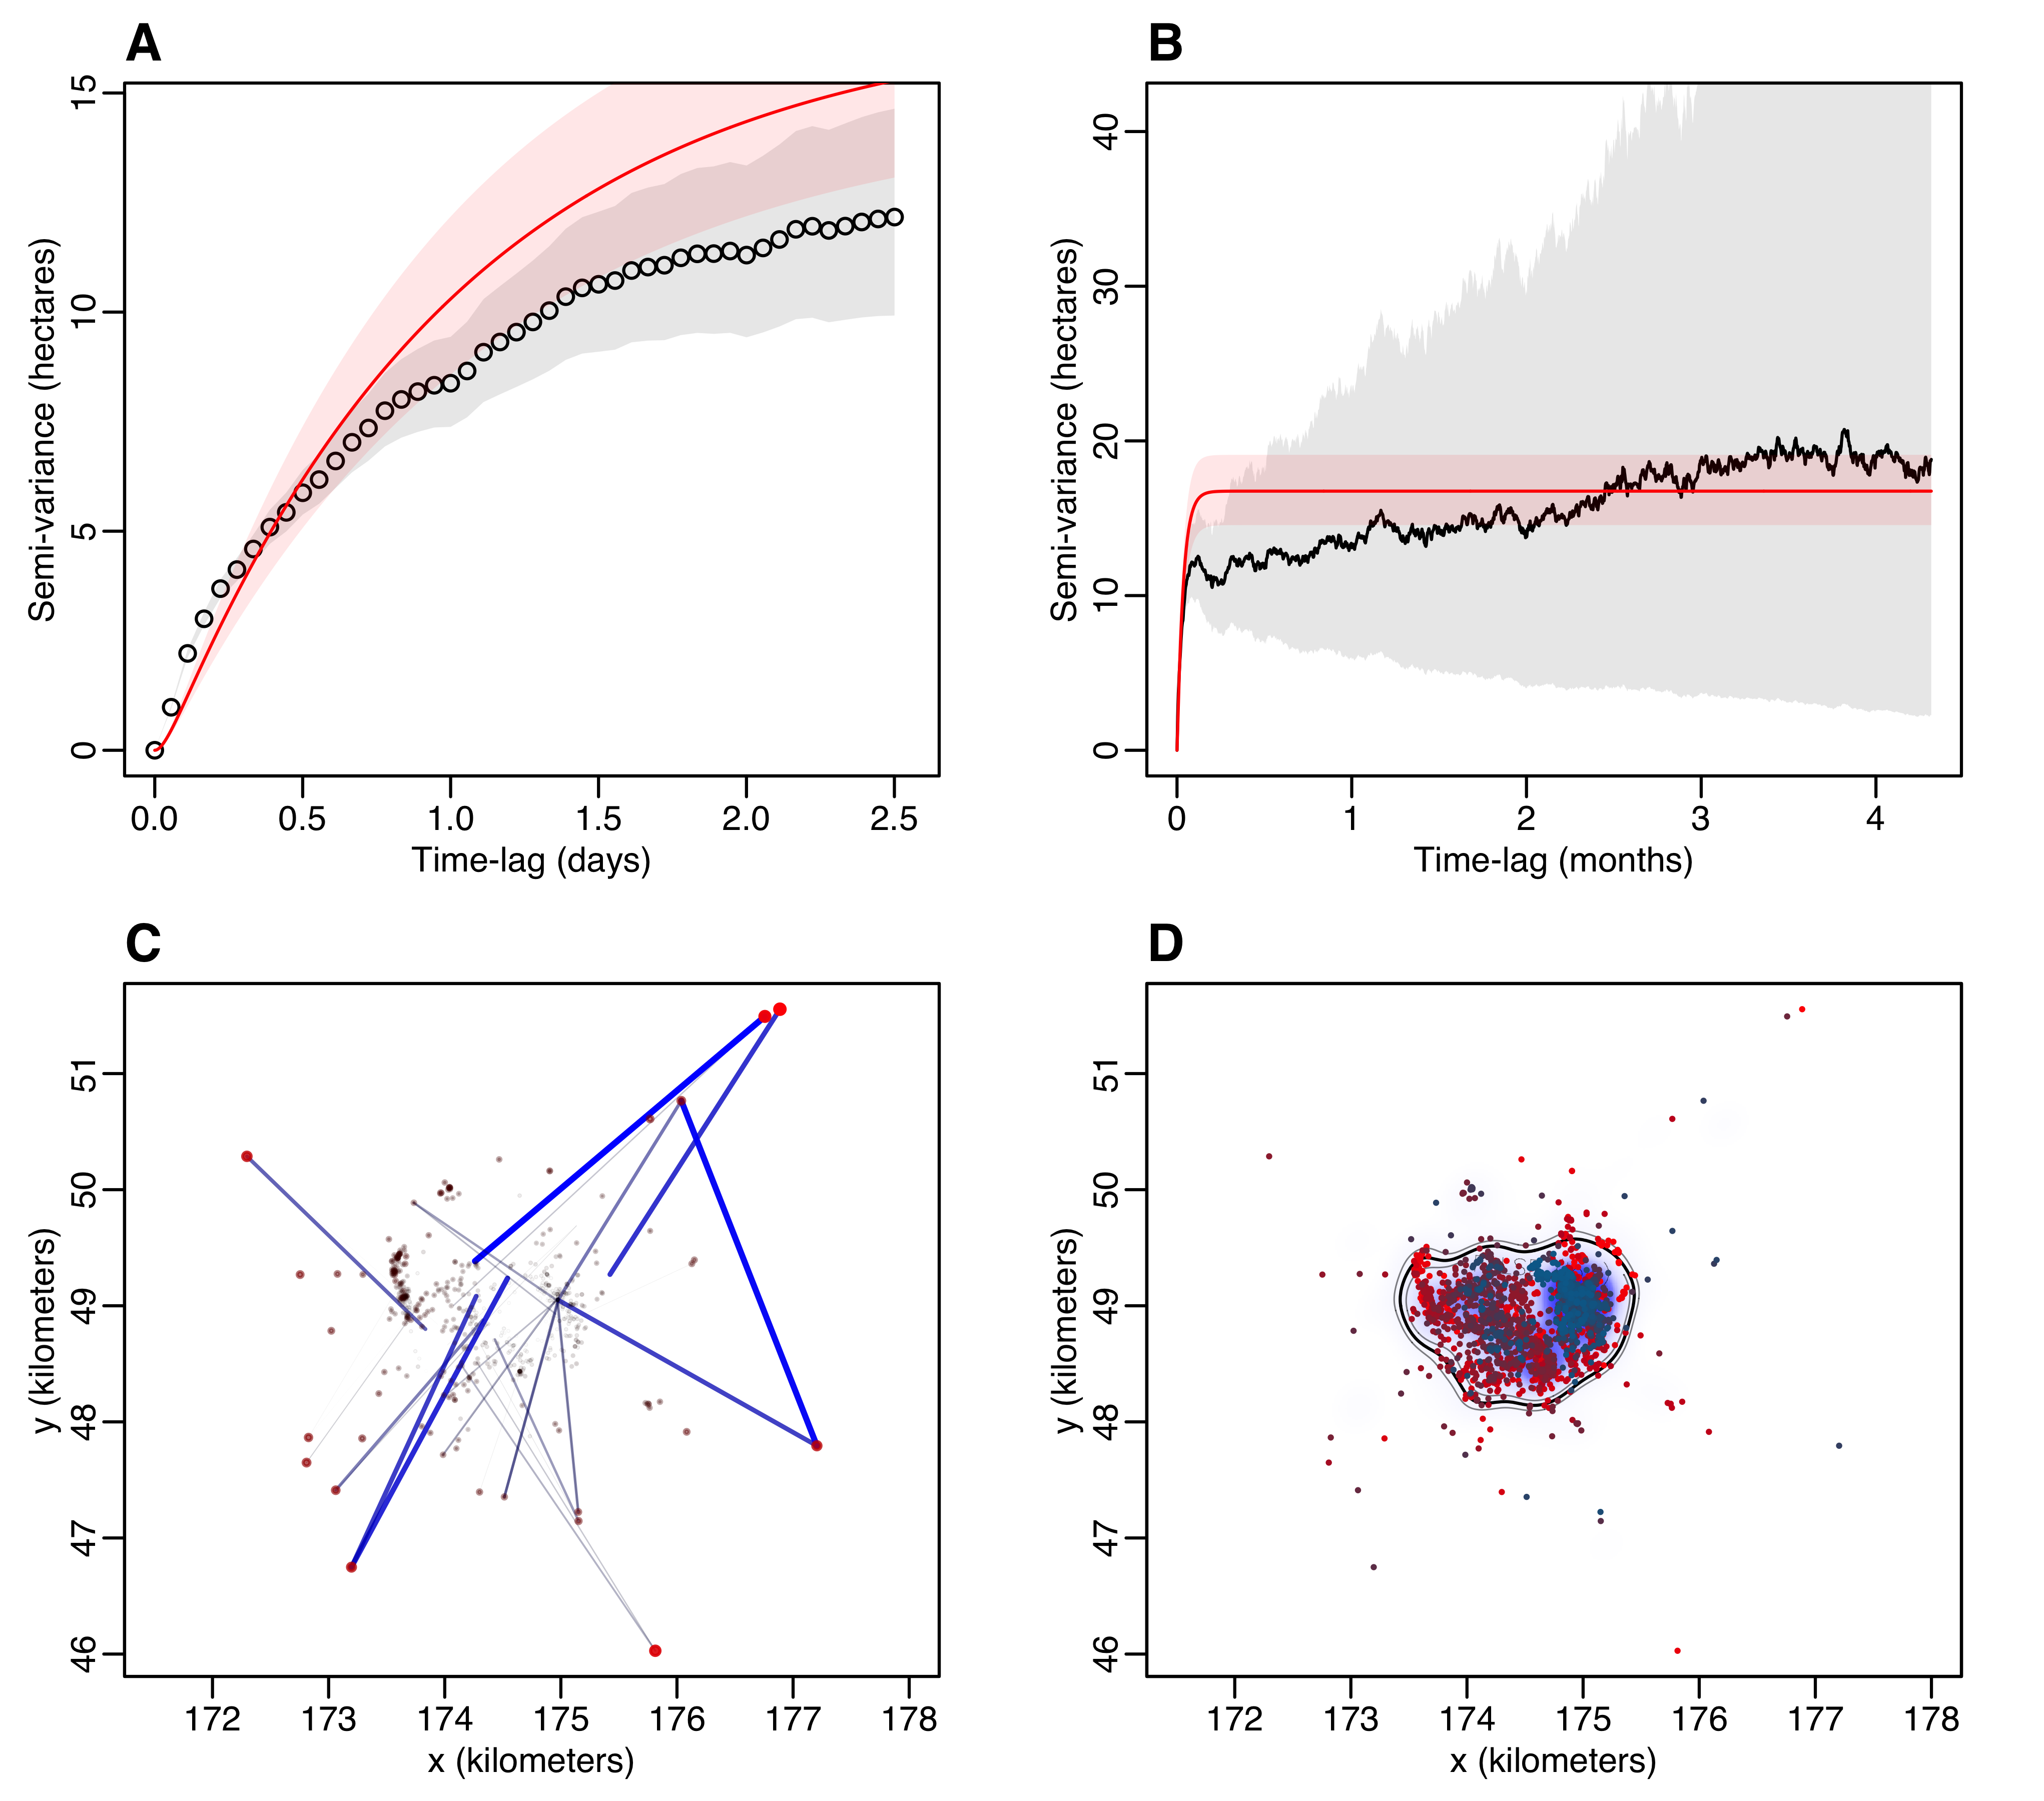 A
Semi-variance (hectares)
15
10
5
0
0.0 0.5 1.0 1.5 2.0 2.5
Time-lag (days)
B
Semi-variance (hectares)
40
30
20
10
0
0 1 2 3 4
Time-lag (months)
C
y (kilometers)
51
50
49
48
47
46
172 173 174 175 176 177 178
x (kilometers)
D
y (kilometers)
51
50
49
48
47
46
172 173 174 175 176 177 178
x (kilometers)